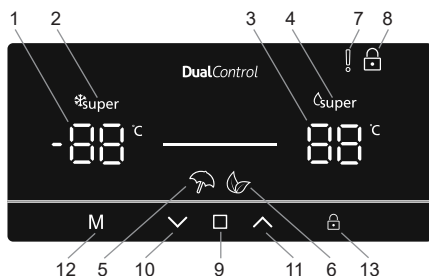 1 2 3 4 7 8
DualControl
super super
-88 °C 88 °C
M
12 5 10 9 11 6 13